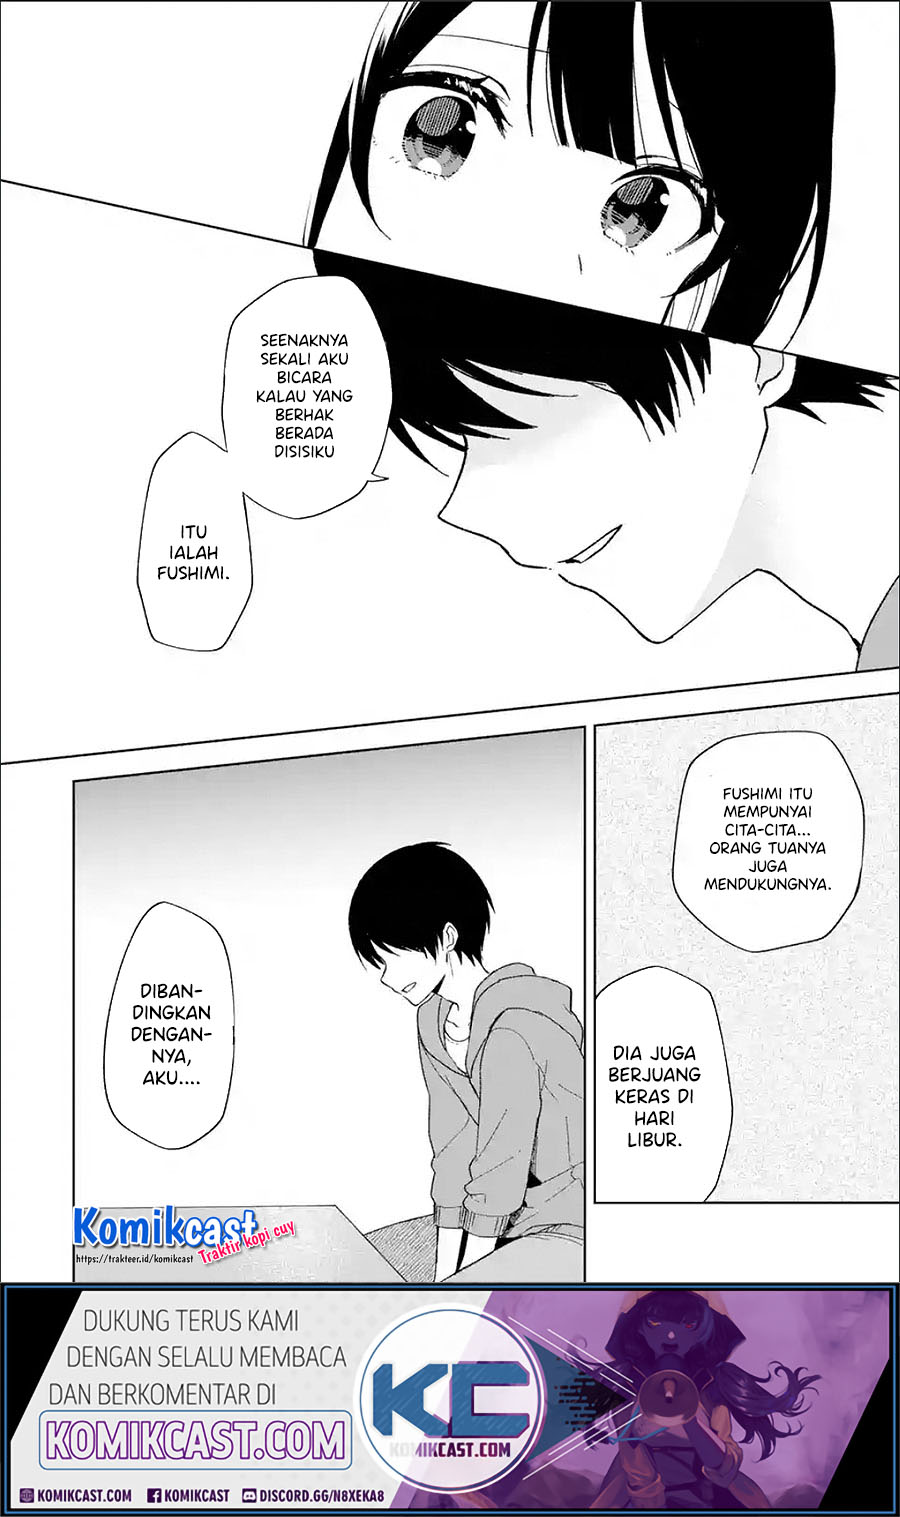 SEENAKNYA
SEKALI AKU
BICARA
KALAU YANG
BERHAK
BERADA
DISISIKU
ITU
IALAH
FUSHIMI.
FUSHIMI ITU
MEMPUNYAI
CITA-CITA...
ORANG TUANYA
JUGA
MENDUKUNGNYA.
DIA JUGA
BERJUANG
KERAS DI
HARI
LIBUR.
DIBAN-
DINGKAN
DENGAN-
NYA,
AKU....
Komikcast
Traktir kopi cuy
https://trakteer.id/komikcast
DUKUNG TERUS KAMI
DENGAN SELALU MEMBACA
DAN BERKOMENTAR DI
KOMIKCAST.COM
KC
KOMIKCAST.COM
KOMIKCAST.COM KOMIKCAST DISCORD.GG/N8XEKA8